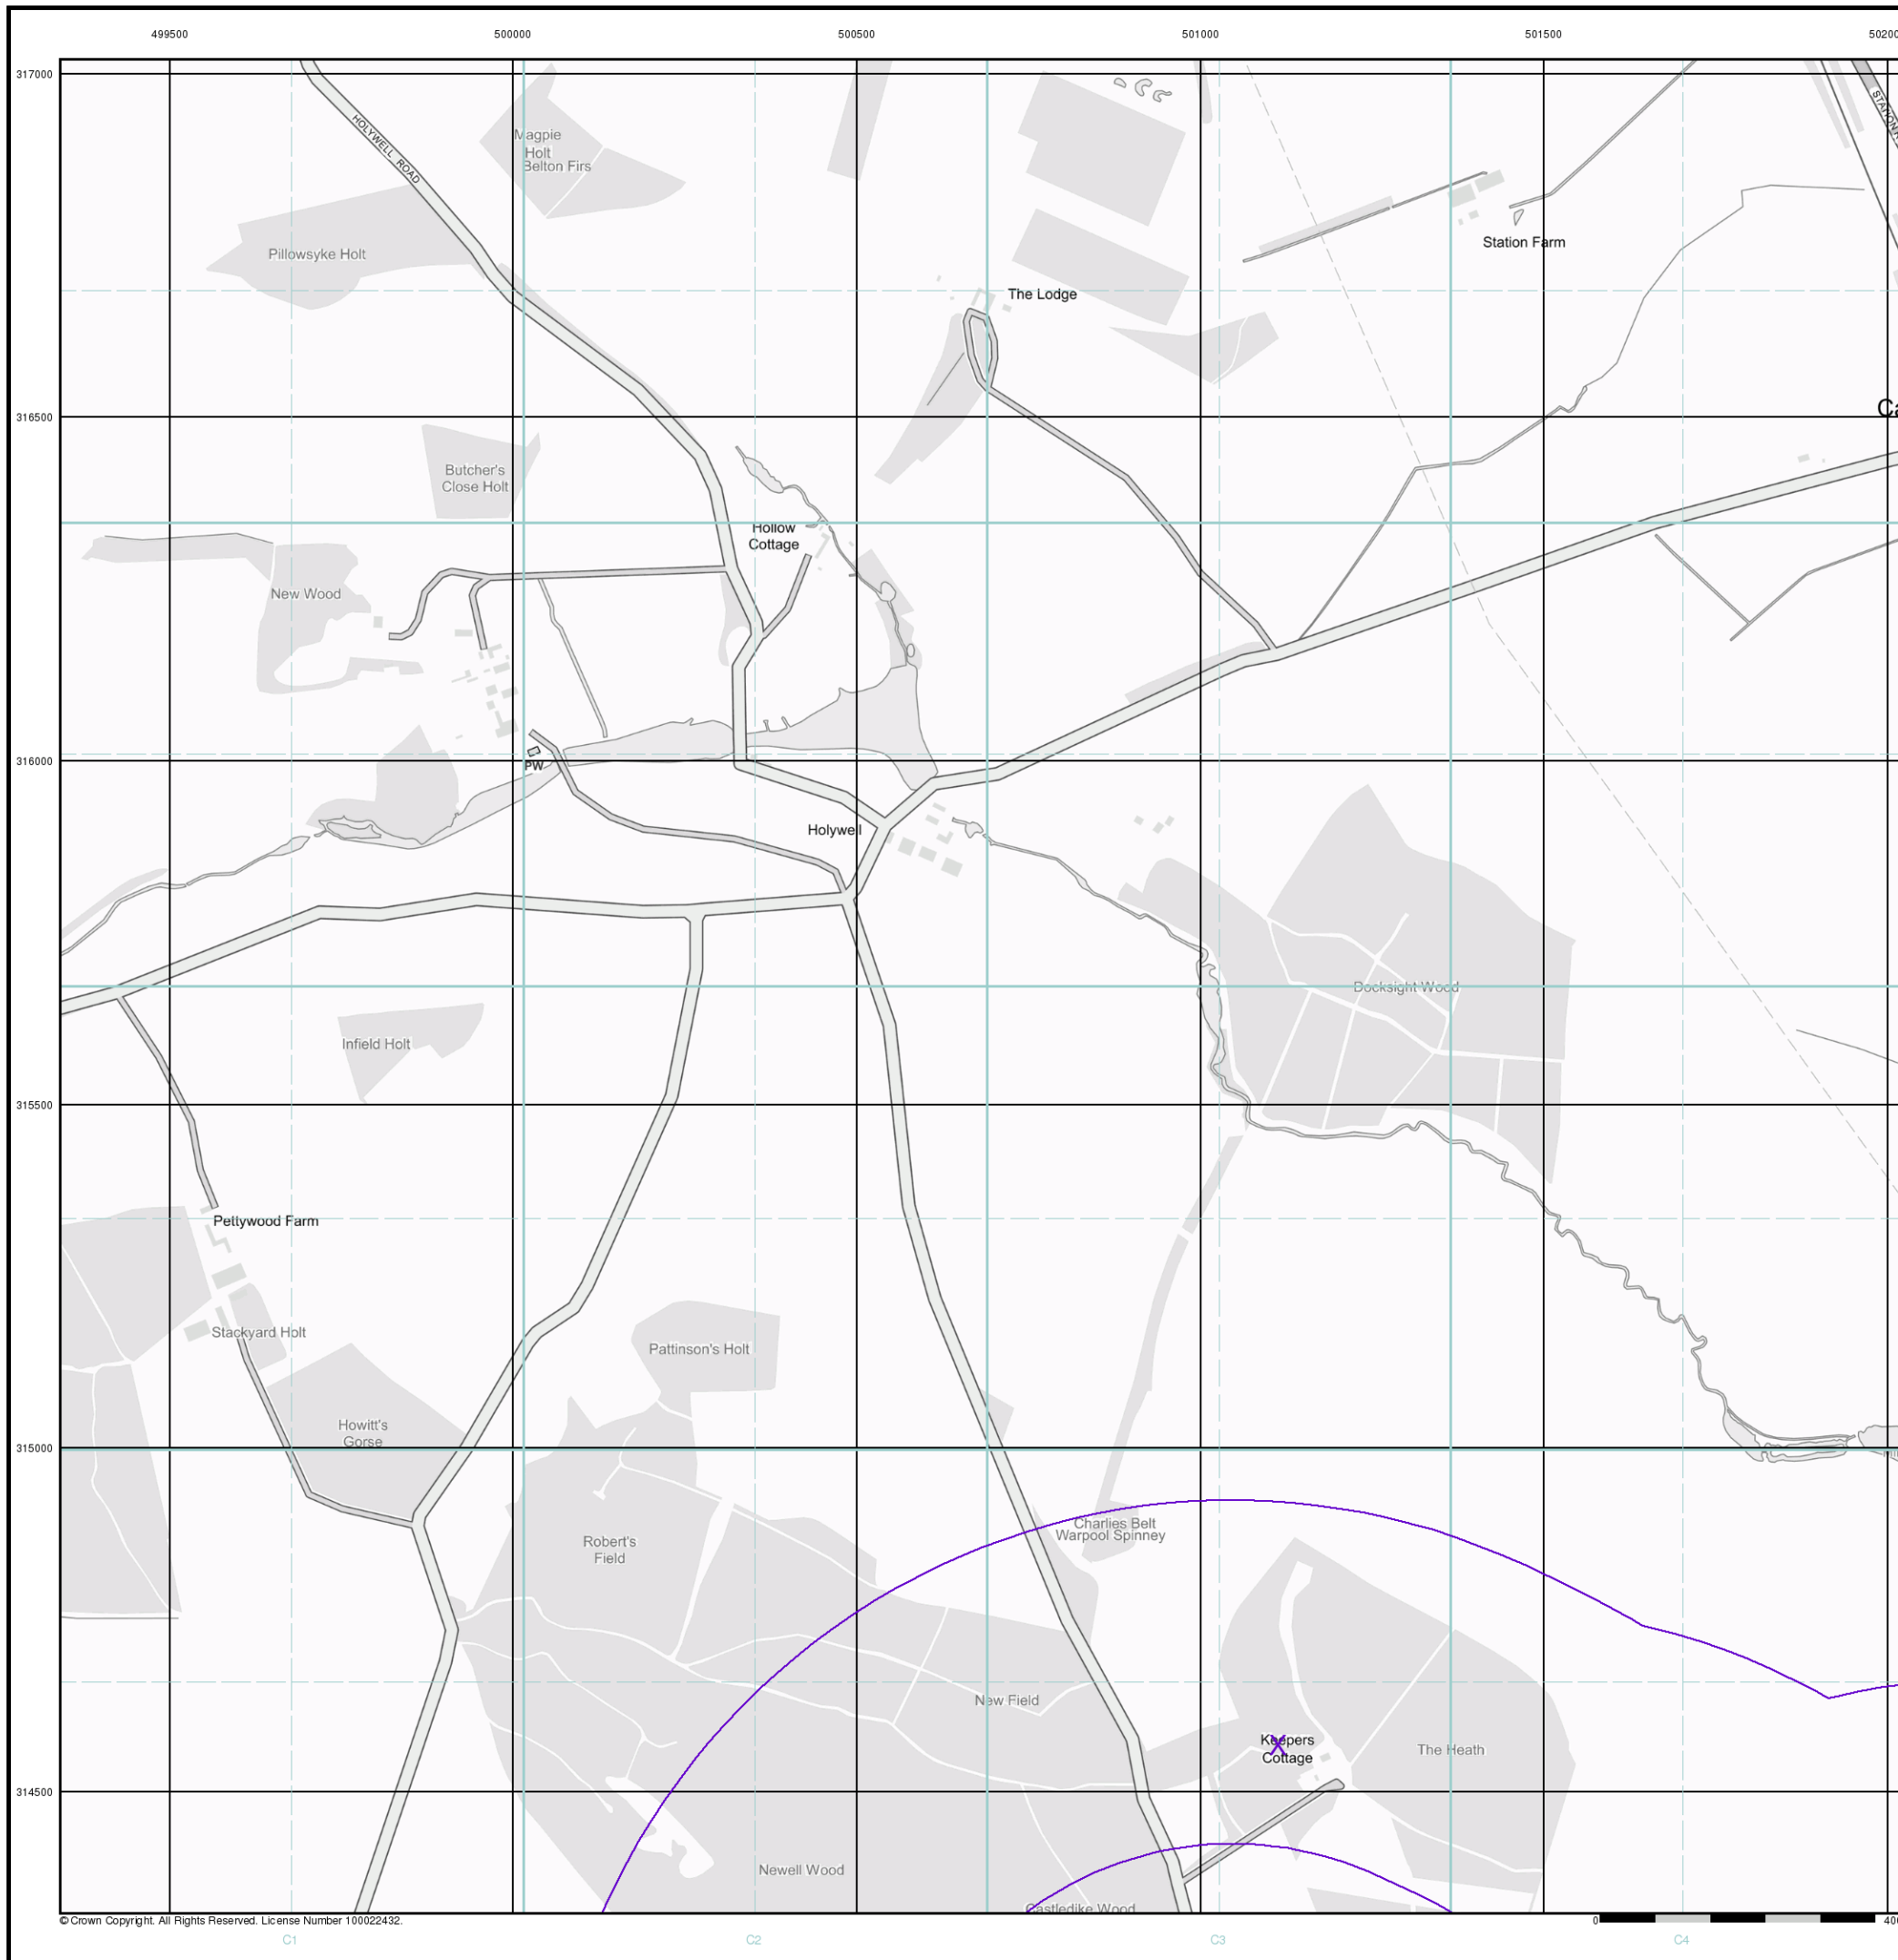 499500 500000 500500 501000 501500
317000
HOLYWELL ROAD
Magpie
Holt
Belton Firs
Pillowsyke Holt
Station Farm
The Lodge
316500
Butcher's
Close Holt
Hollow
Cottage
New Wood
316000
PW
Holywell
Docksight Wood
Infield Holt
315500
Pettywood Farm
Stackyard Holt
Pattinson's Holt
Howitt's
Gorse
315000
Charlies Belt
Warpool Spinney
Robert's
Field
New Field
Keepers
Cottage
The Heath
314500
Newell Wood
Castledike Wood
© Crown Copyright. All Rights Reserved. License Number 100022432.
0
C1 C2 C3 C4